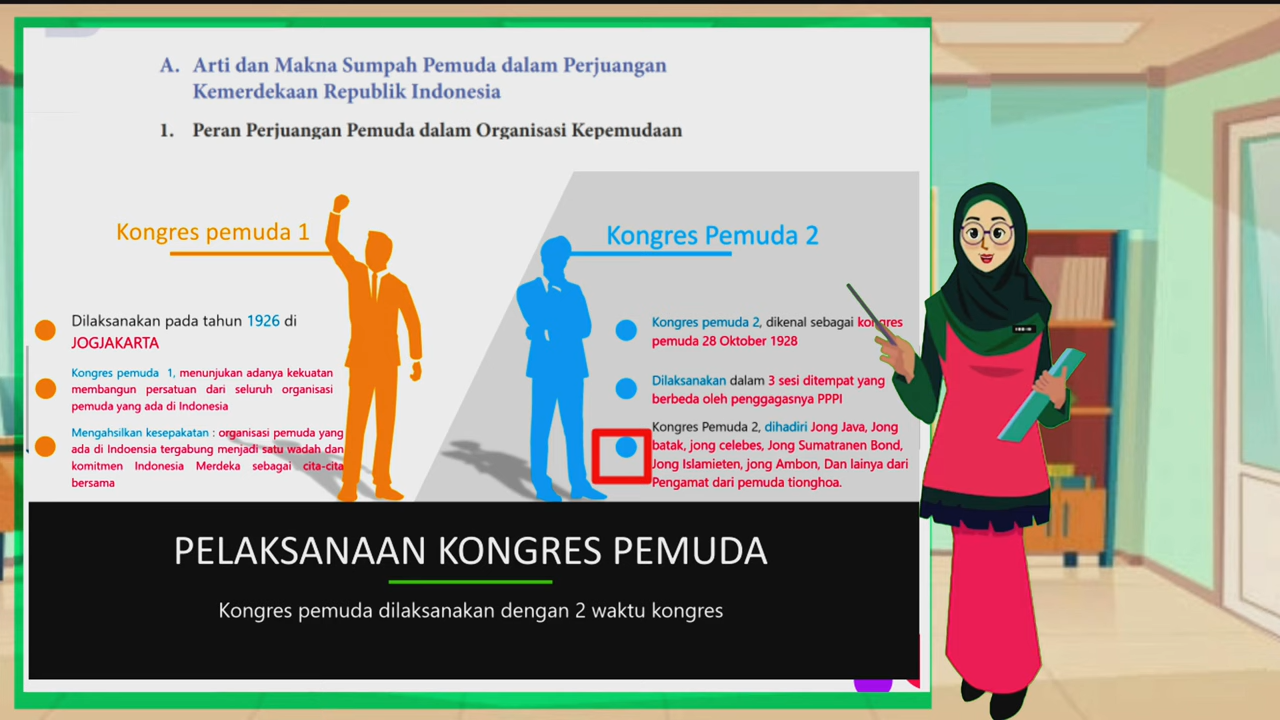 A. Arti dan Makna Sumpah Pemuda dalam Perjuangan
Kemerdekaan Republik Indonesia
1. Peran Perjuangan Pemuda dalam Organisasi Kepemudaan
Kongres pemuda 1
Dilaksanakan pada tahun 1926 di
JOGJAKARTA
Kongres pemuda 1, menunjukan adanya kekuatan
membangun persatuan dari seluruh organisasi
pemuda yang ada di Indonesia
Mengahsilkan kesepakatan : organisasi pemuda yang
ada di Indoensia tergabung menjadi satu wadah dan
komitmen Indonesia Merdeka sebagai cita-cita
bersama
Kongres Pemuda 2
Kongres pemuda 2, dikenal sebagai kongres
pemuda 28 Oktober 1928
Dilaksanakan dalam 3 sesi ditempat yang
berbeda oleh penggagasnya PPPI
Kongres Pemuda 2, dihadiri Jong Java, Jong
batak, jong celebes, Jong Sumatranen Bond,
Jong Islamieten, jong Ambon, Dan lainya dari
Pengamat dari pemuda tionghoa.
PELAKSANAAN KONGRES PEMUDA
Kongres pemuda dilaksanakan dengan 2 waktu kongres